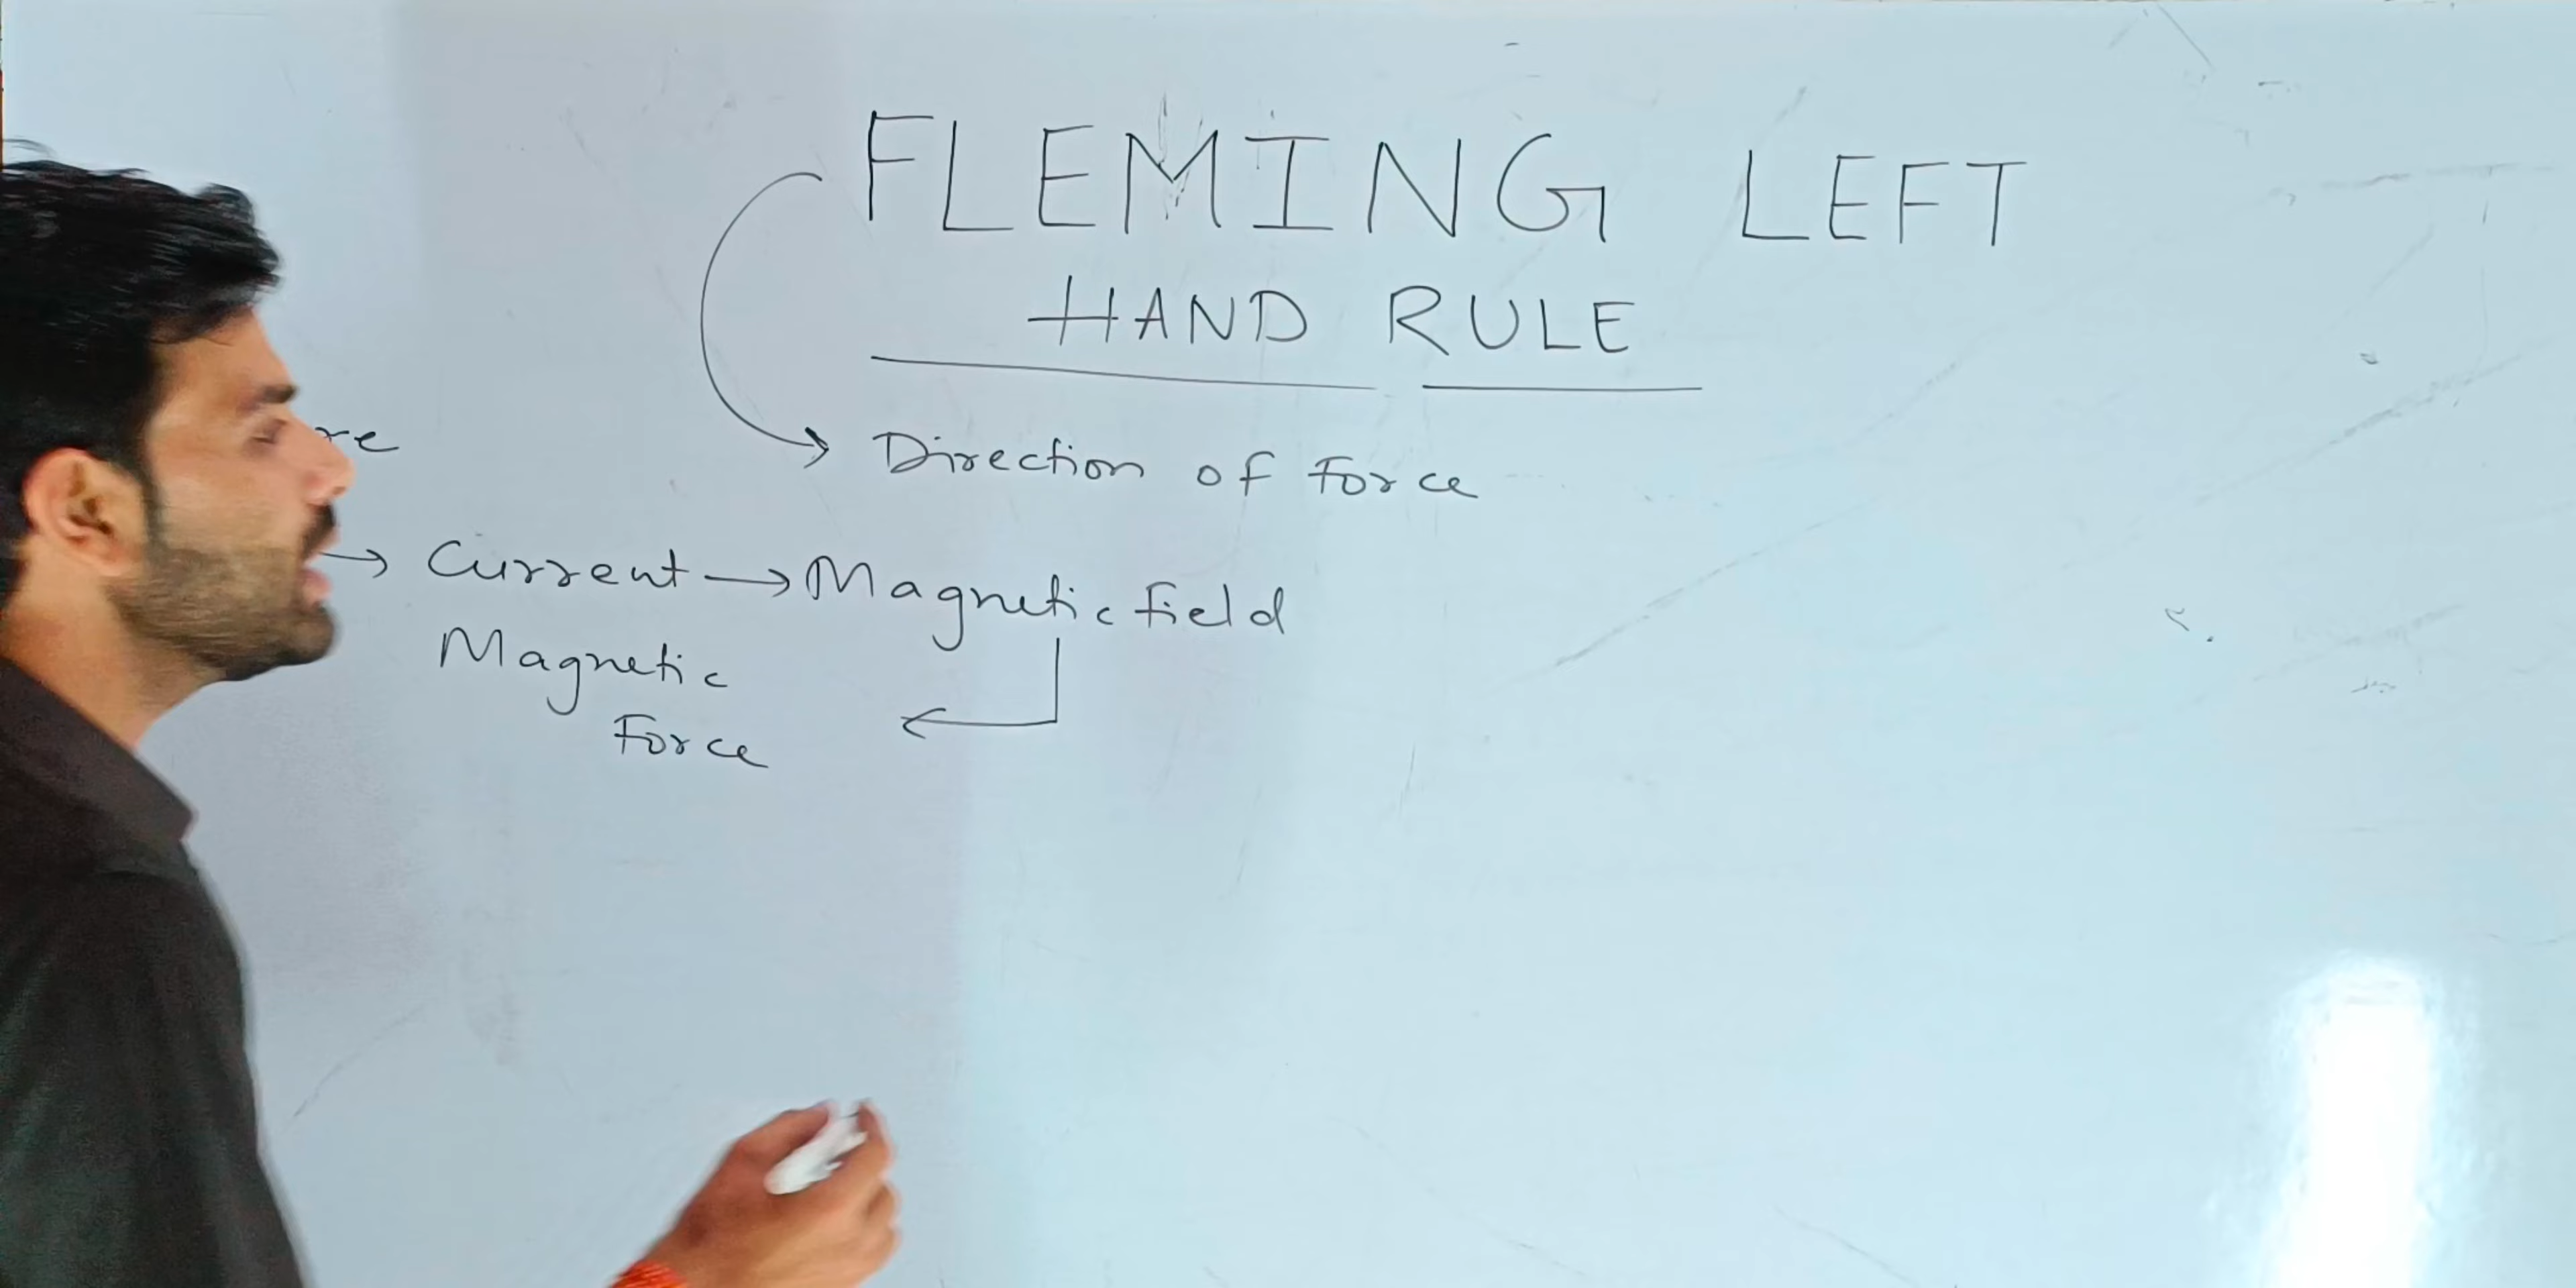 FLEMING LEFT
HAND RULE
→ Direction of Force
→ Current → Magnetic field
Magnetic
Force